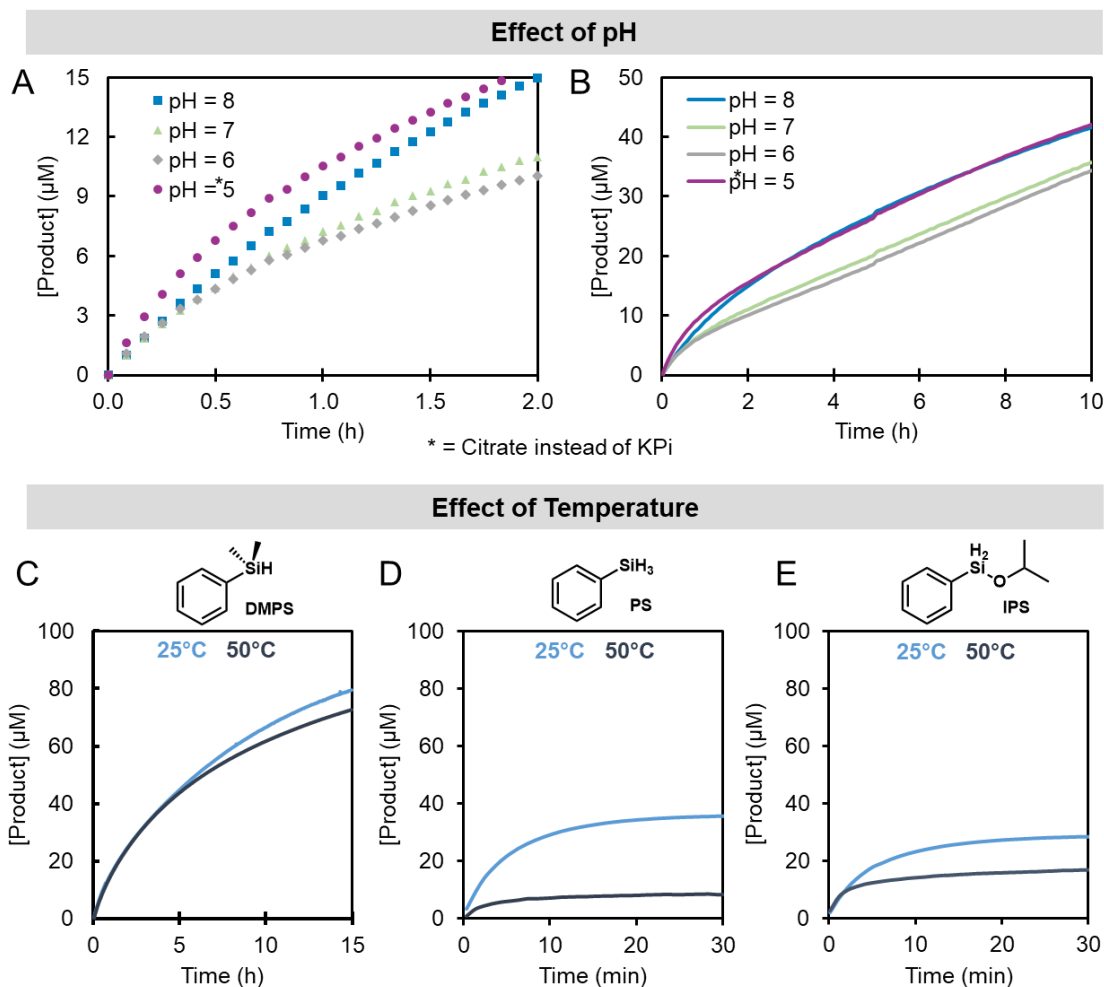 Effect of pH
A
15
12
9
6
3
0
[Product] (µM)
pH = 8
pH = 7
pH = 6
pH =*5
0.0 0.5 1.0 1.5 2.0
Time (h)
B
50
40
30
20
10
0
[Product] (µM)
pH = 8
pH = 7
pH = 6
*
pH = 5
0 2 4 6 8 10
Time (h)
* = Citrate instead of KPi
Effect of Temperature
C
SiH
DMPS
100
80
60
40
20
0
[Product] (µM)
25°C 50°C
0 5 10 15
Time (h)
D
SiH3
PS
100
80
60
40
20
0
[Product] (µM)
25°C 50°C
0 10 20 30
Time (min)
E
H2
Si
O
IPS
100
80
60
40
20
0
[Product] (µM)
25°C 50°C
0 10 20 30
Time (min)